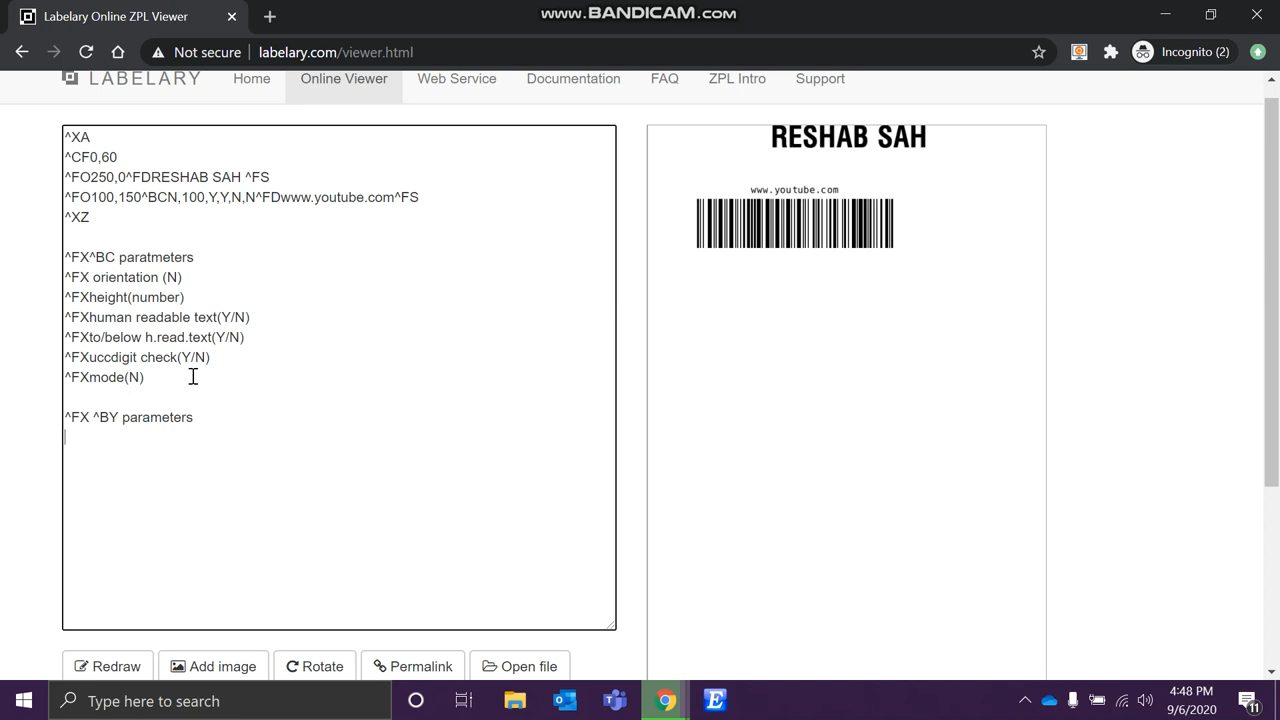 www.BANDICAM.com
Labelary Online ZPL Viewer
Not secure
labelary.com/viewer.html
Incognito (2)
LABELARY
Home
Online Viewer
Web Service
Documentation
FAQ
ZPL Intro
Support
^XA
^CF0,60
^FO250,0^FDRESHAB SAH ^FS
^FO100,150^BCN,100,Y,Y,N,N^FDwww.youtube.com^FS
^XZ
^FX^BC paratmeters
^FX orientation (N)
^FXheight(number)
^FXhuman readable text(Y/N)
^FXto/below h.read.text(Y/N)
^FXuccdigit check(Y/N)
^FXmode(N)
^FX ^BY parameters
RESHAB SAH
www.youtube.com
Redraw
Add image
Rotate
Permalink
Open file
Type here to search
E
4:48 PM
9/6/2020
11